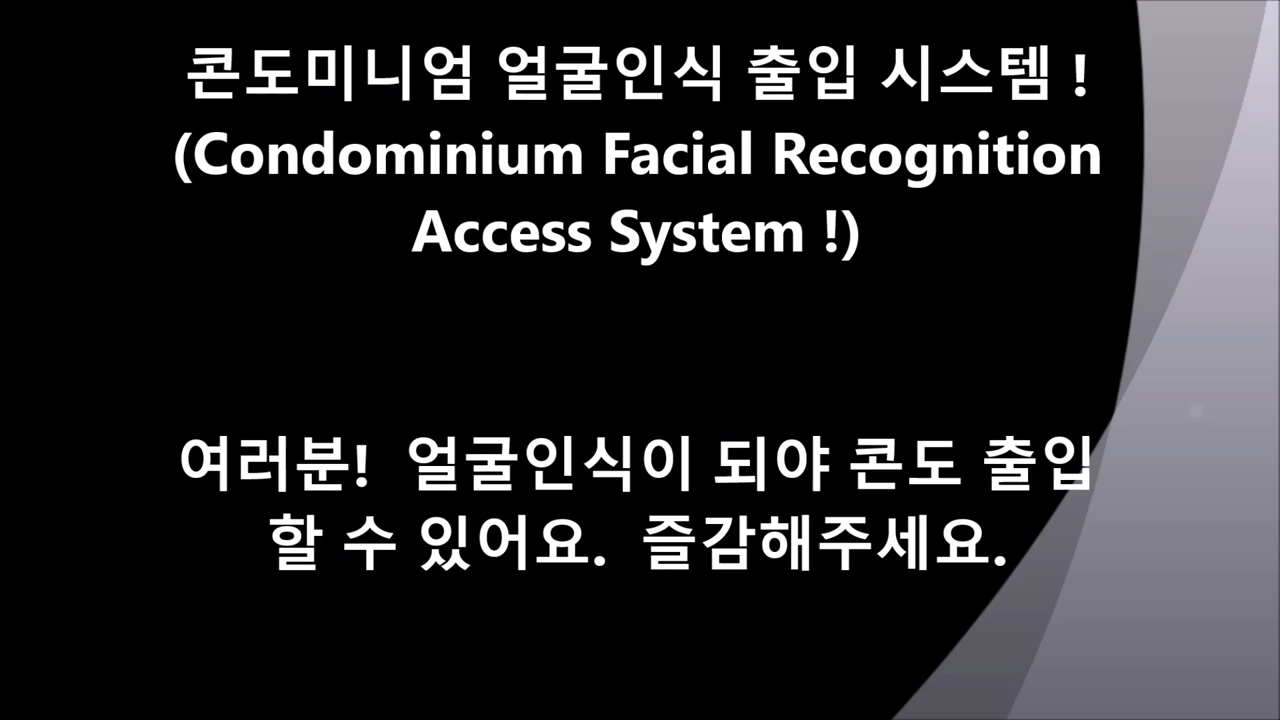 콘도미니엄 얼굴인식 출입 시스템 !
(Condominium Facial Recognition
Access System !)
여러분! 얼굴인식이 되야 콘도 출입
할 수 있어요. 즐감해주세요.